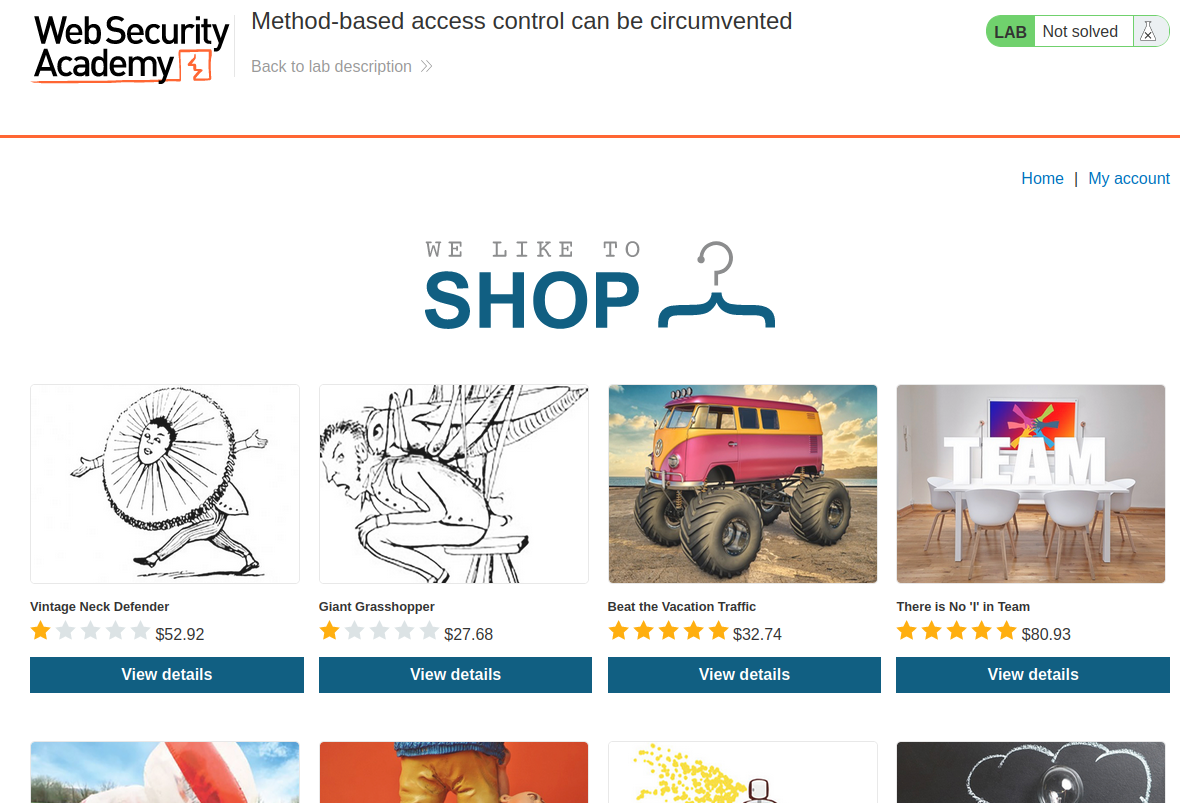 Web Security
Academy
Method-based access control can be circumvented
Back to lab description
LAB Not solved
Home | My account
WE LIKE TO
SHOP
TEAM
Vintage Neck Defender
$52.92
View details
Giant Grasshopper
$27.68
View details
Beat the Vacation Traffic
$32.74
View details
There is No 'I' in Team
$80.93
View details